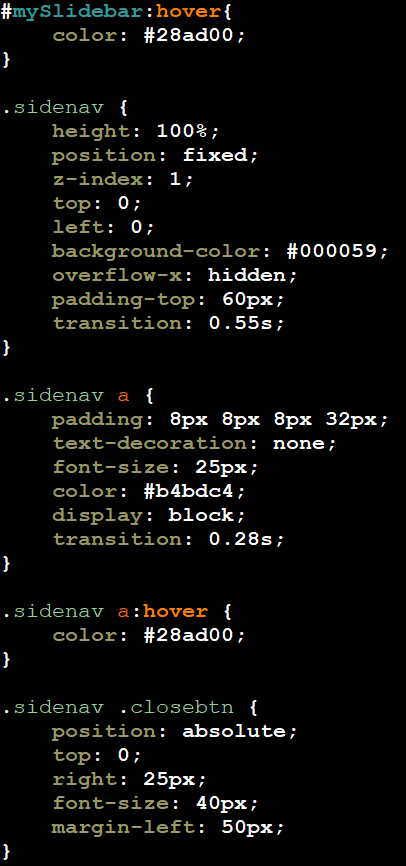 #mySlidebar:hover{
    color: #28ad00;
}

.sidenav {
    height: 100%;
    position: fixed;
    z-index: 1;
    top: 0;
    left: 0;
    background-color: #000059;
    overflow-x: hidden;
    padding-top: 60px;
    transition: 0.55s;
}

.sidenav a {
    padding: 8px 8px 8px 32px;
    text-decoration: none;
    font-size: 25px;
    color: #b4bdc4;
    display: block;
    transition: 0.28s;
}

.sidenav a:hover {
    color: #28ad00;
}

.sidenav .closebtn {
    position: absolute;
    top: 0;
    right: 25px;
    font-size: 40px;
    margin-left: 50px;
}